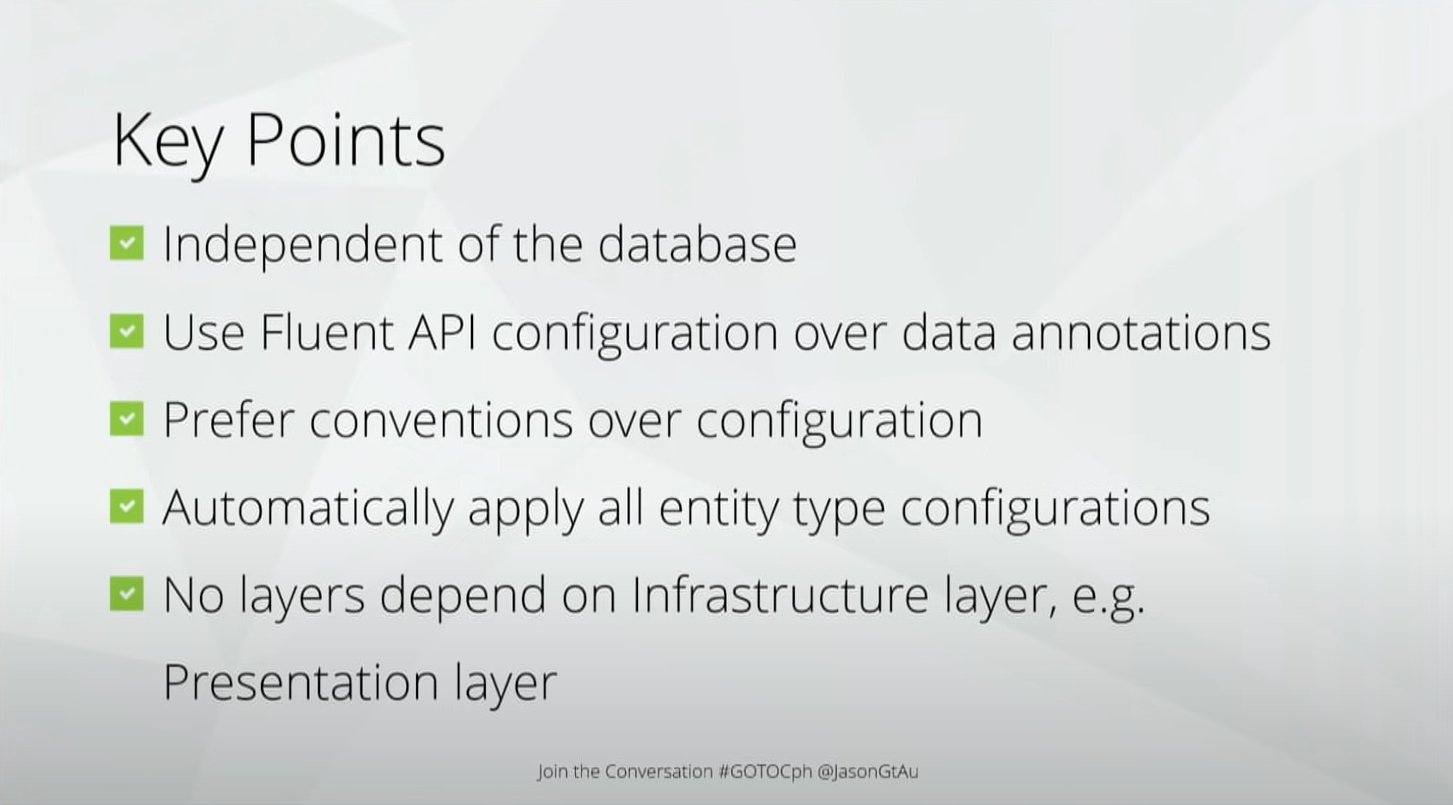 Key Points
Independent of the database
Use Fluent API configuration over data annotations
Prefer conventions over configuration
Automatically apply all entity type configurations
No layers depend on Infrastructure layer, e.g.
Presentation layer
Join the Conversation #GOTOCph @JasonGtAu